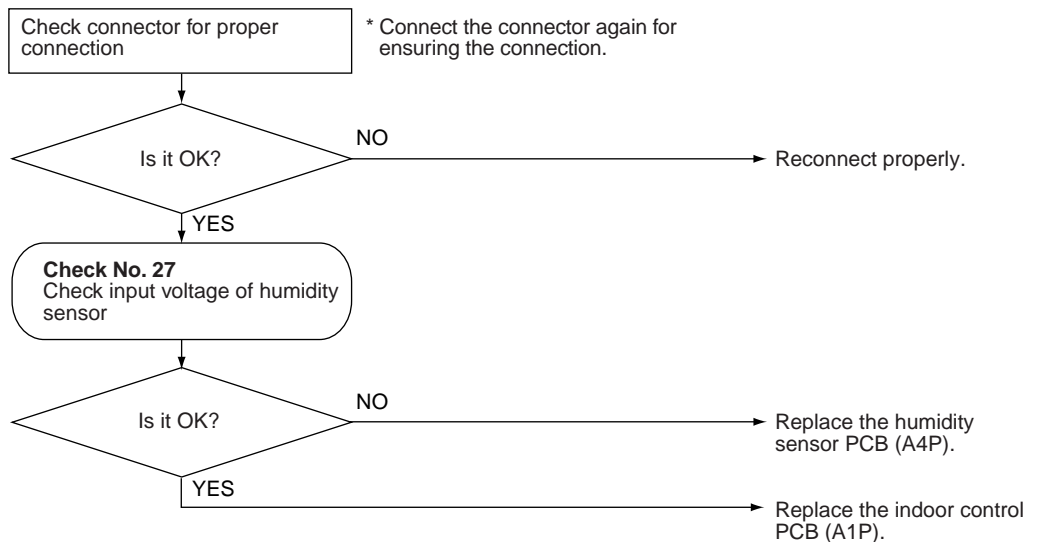 Check connector for proper
connection
* Connect the connector again for
ensuring the connection.
Is it OK?
NO
Reconnect properly.
YES
Check No. 27
Check input voltage of humidity
sensor
Is it OK?
NO
Replace the humidity
sensor PCB (A4P).
YES
Replace the indoor control
PCB (A1P).